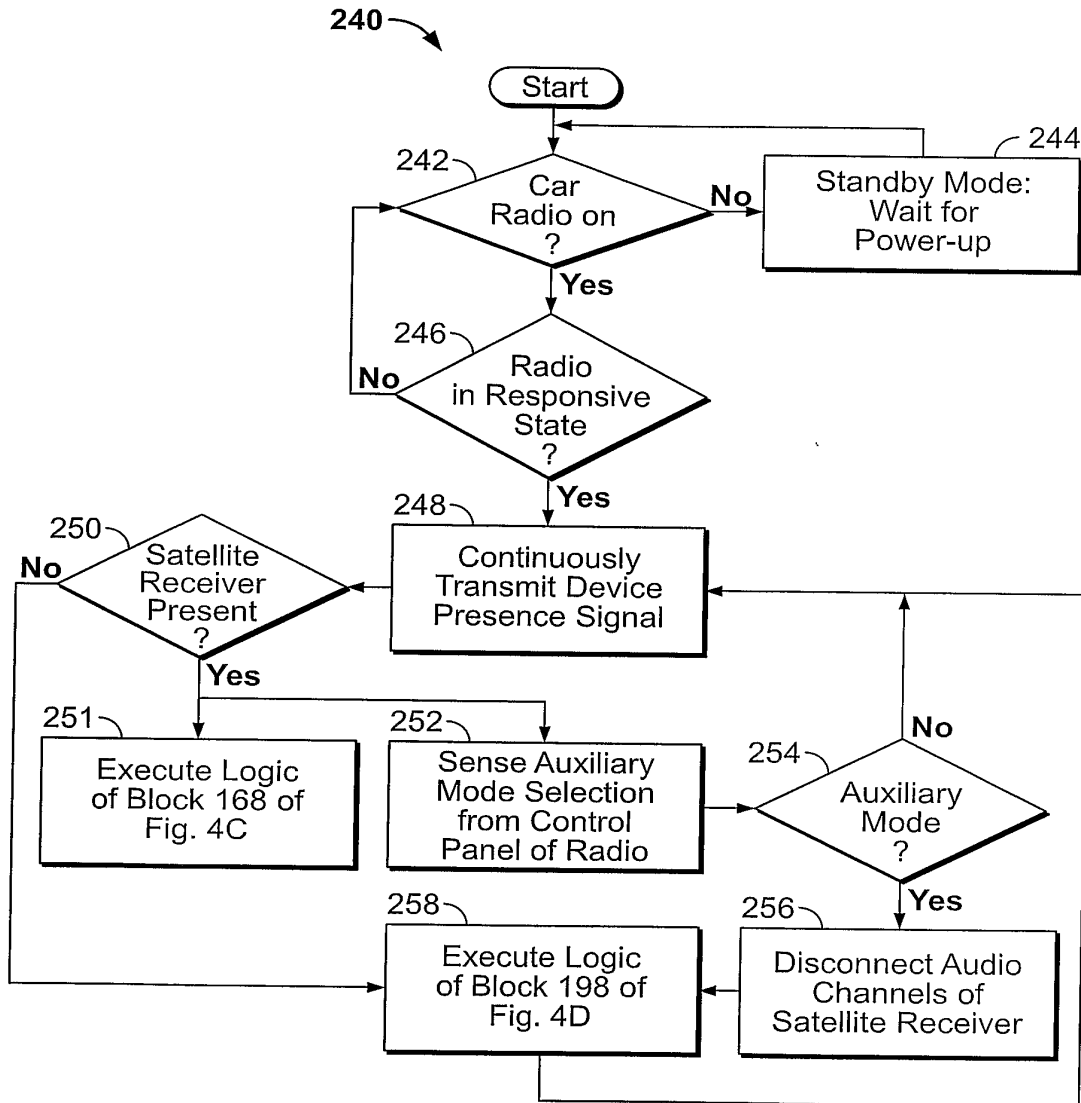 240
Start
242
Car
Radio on
?
No
244
Standby Mode:
Wait for
Power-up
Yes
246
No
Radio
in Responsive
State
?
Yes
248
Continuously
Transmit Device
Presence Signal
250
No
Satellite
Receiver
Present
?
Yes
251
Execute Logic
of Block 168 of
Fig. 4C
252
Sense Auxiliary
Mode Selection
from Control
Panel of Radio
No
254
Auxiliary
Mode
?
Yes
256
Disconnect Audio
Channels of
Satellite Receiver
258
Execute Logic
of Block 198 of
Fig. 4D